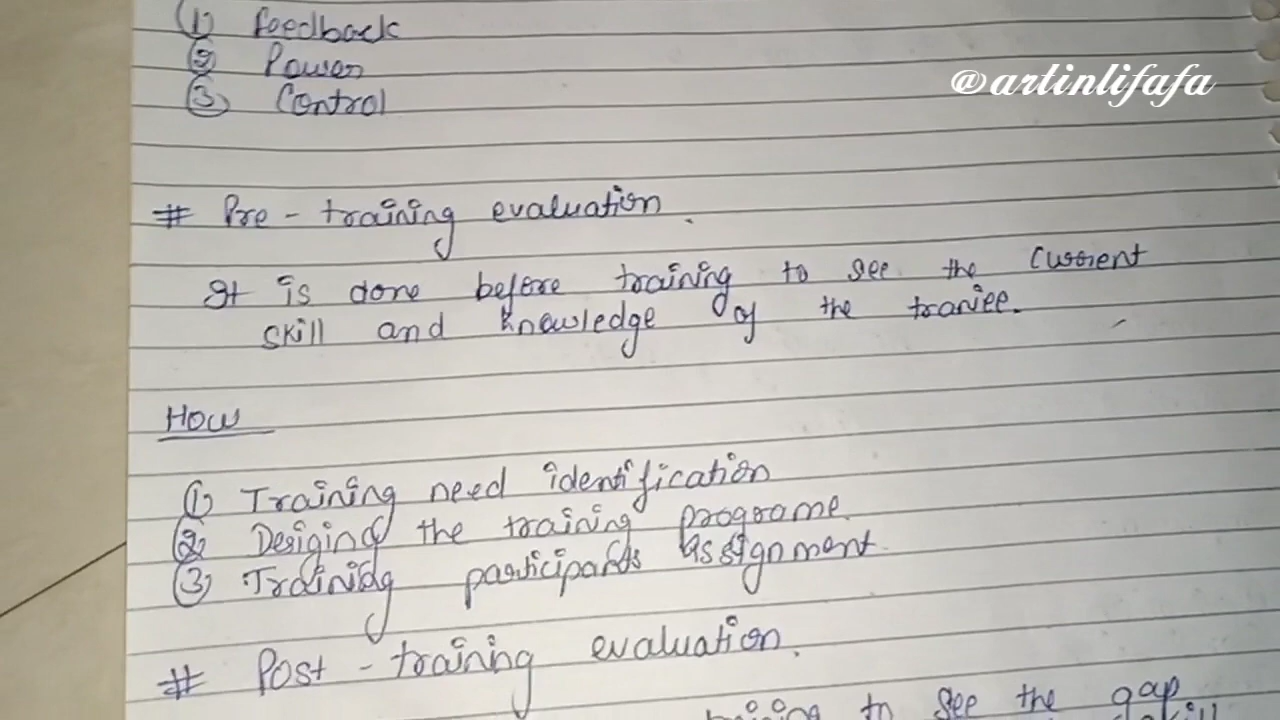 ① Feedback
② Power
③ Control
@artinlifafa
# Pre - training evaluation.
It is done before training to see the current
skill and knowledge of the traniee.
How
① Training need identification
② Desiging the training programe.
③ Training participants assignment.
# Post - training evaluation.
to see the gap